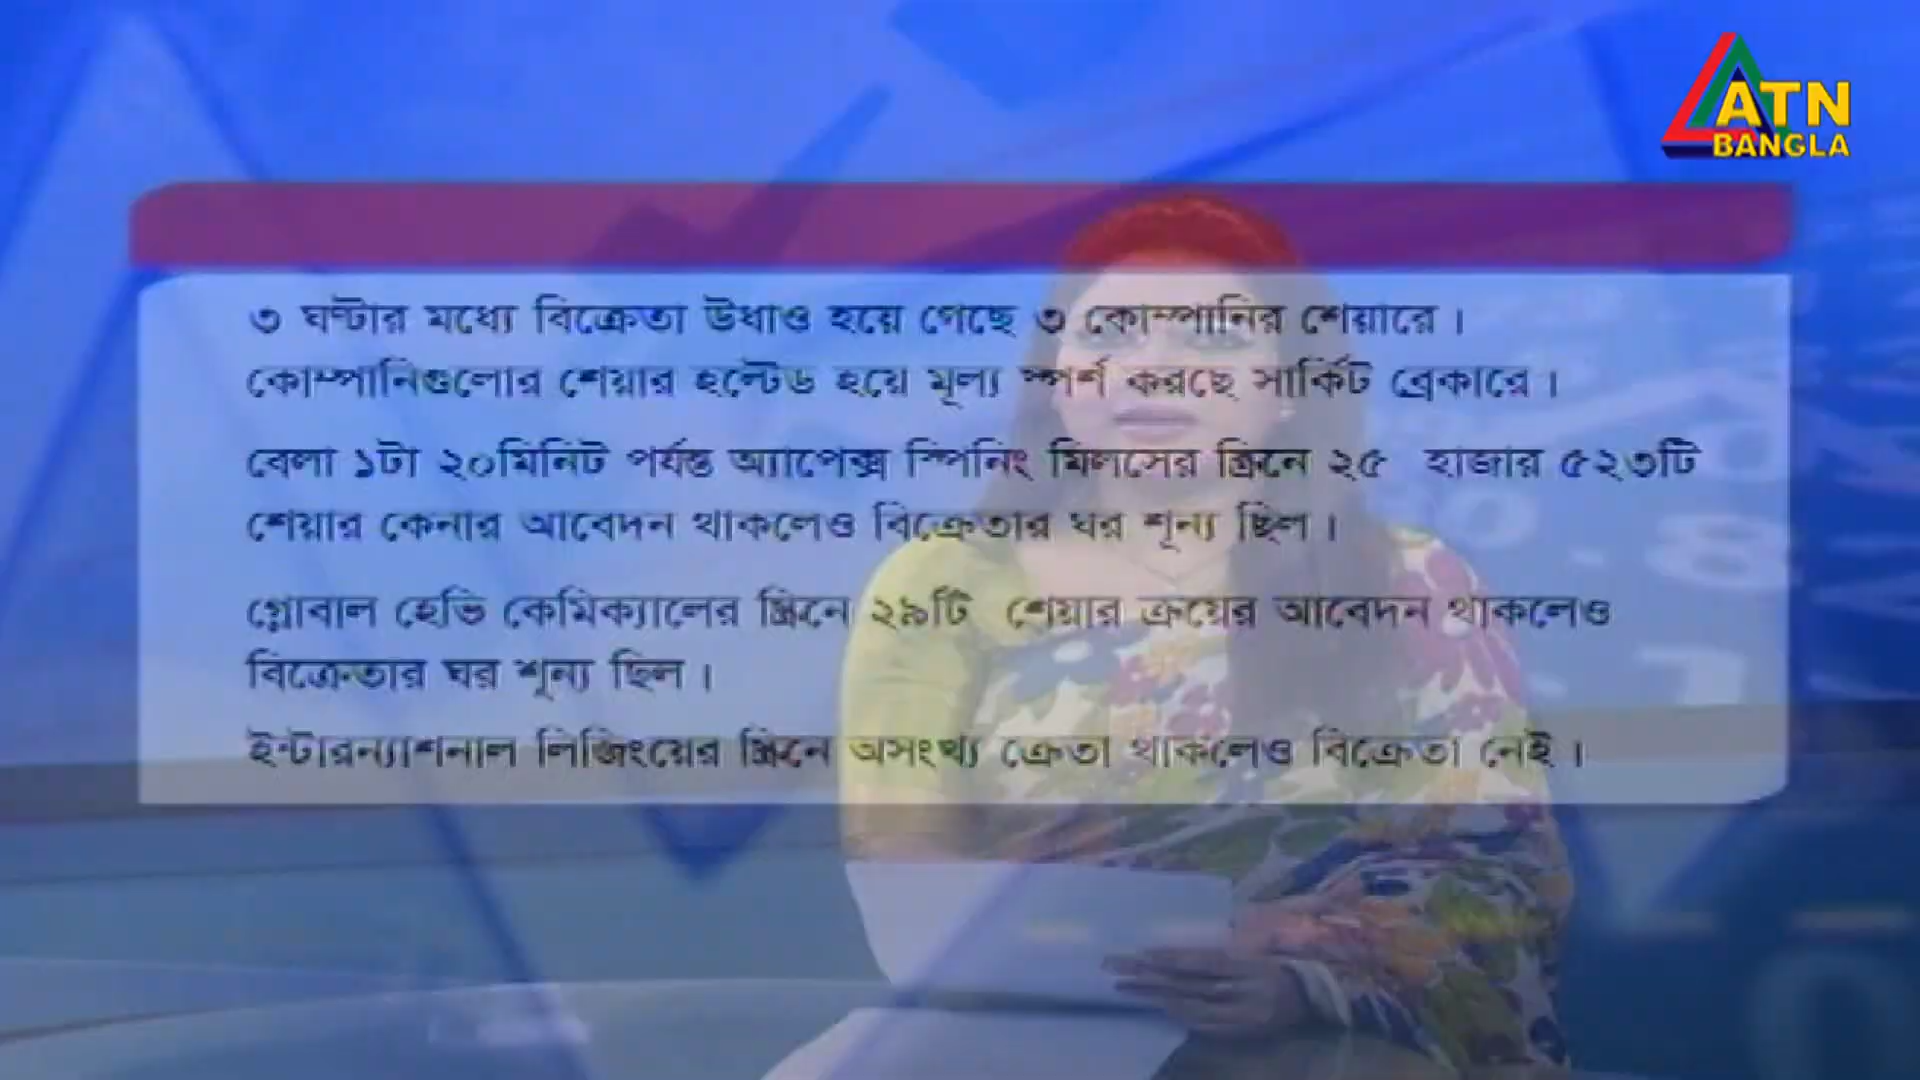 ATN
BANGLA
৩ ঘন্টার মধ্যে বিক্রেতা উধাও হয়ে গেছে ৩ কোম্পানির শেয়ারে।
কোম্পানিগুলোর শেয়ার হল্টেড হয়ে মূল্য স্পর্শ করছে সার্কিট ব্রেকারে।
বেলা ১টা ২০মিনিট পর্যন্ত অ্যাপেক্স স্পিনিং মিলসের স্ক্রিনে ২৫ হাজার ৫২৩টি
শেয়ার কেনার আবেদন থাকলেও বিক্রেতার ঘর শূন্য ছিল।
গ্লোবাল হেভি কেমিক্যালের স্ক্রিনে ২৯টি শেয়ার ক্রয়ের আবেদন থাকলেও
বিক্রেতার ঘর শূন্য ছিল।
ইন্টারন্যাশনাল লিজিংয়ের স্ক্রিনে অসংখ্য ক্রেতা থাকলেও বিক্রেতা নেই।